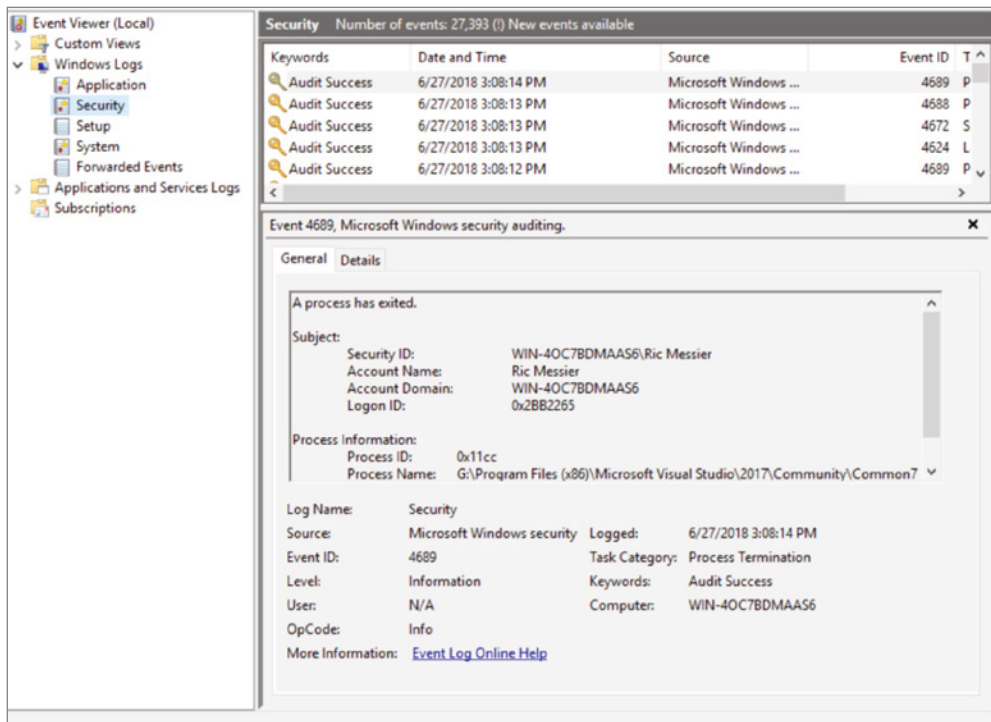 Event Viewer (Local)
Custom Views
Windows Logs
Application
Security
Setup
System
Forwarded Events
Applications and Services Logs
Subscriptions
Security Number of events: 27,393 (!) New events available
Keywords Date and Time Source Event ID T
Audit Success 6/27/2018 3:08:14 PM Microsoft Windows ... 4689 P
Audit Success 6/27/2018 3:08:13 PM Microsoft Windows ... 4688 P
Audit Success 6/27/2018 3:08:13 PM Microsoft Windows ... 4672 S
Audit Success 6/27/2018 3:08:13 PM Microsoft Windows ... 4624 L
Audit Success 6/27/2018 3:08:12 PM Microsoft Windows ... 4689 P
Event 4689, Microsoft Windows security auditing.
General Details
A process has exited.
Subject:
Security ID: WIN-4OC7BDMAAS6\Ric Messier
Account Name: Ric Messier
Account Domain: WIN-4OC7BDMAAS6
Logon ID: 0x2BB2265
Process Information:
Process ID: 0x11cc
Process Name: G:\Program Files (x86)\Microsoft Visual Studio\2017\Community\Common7
Log Name: Security
Source: Microsoft Windows security Logged: 6/27/2018 3:08:14 PM
Event ID: 4689 Task Category: Process Termination
Level: Information Keywords: Audit Success
User: N/A Computer: WIN-4OC7BDMAAS6
OpCode: Info
More Information: Event Log Online Help